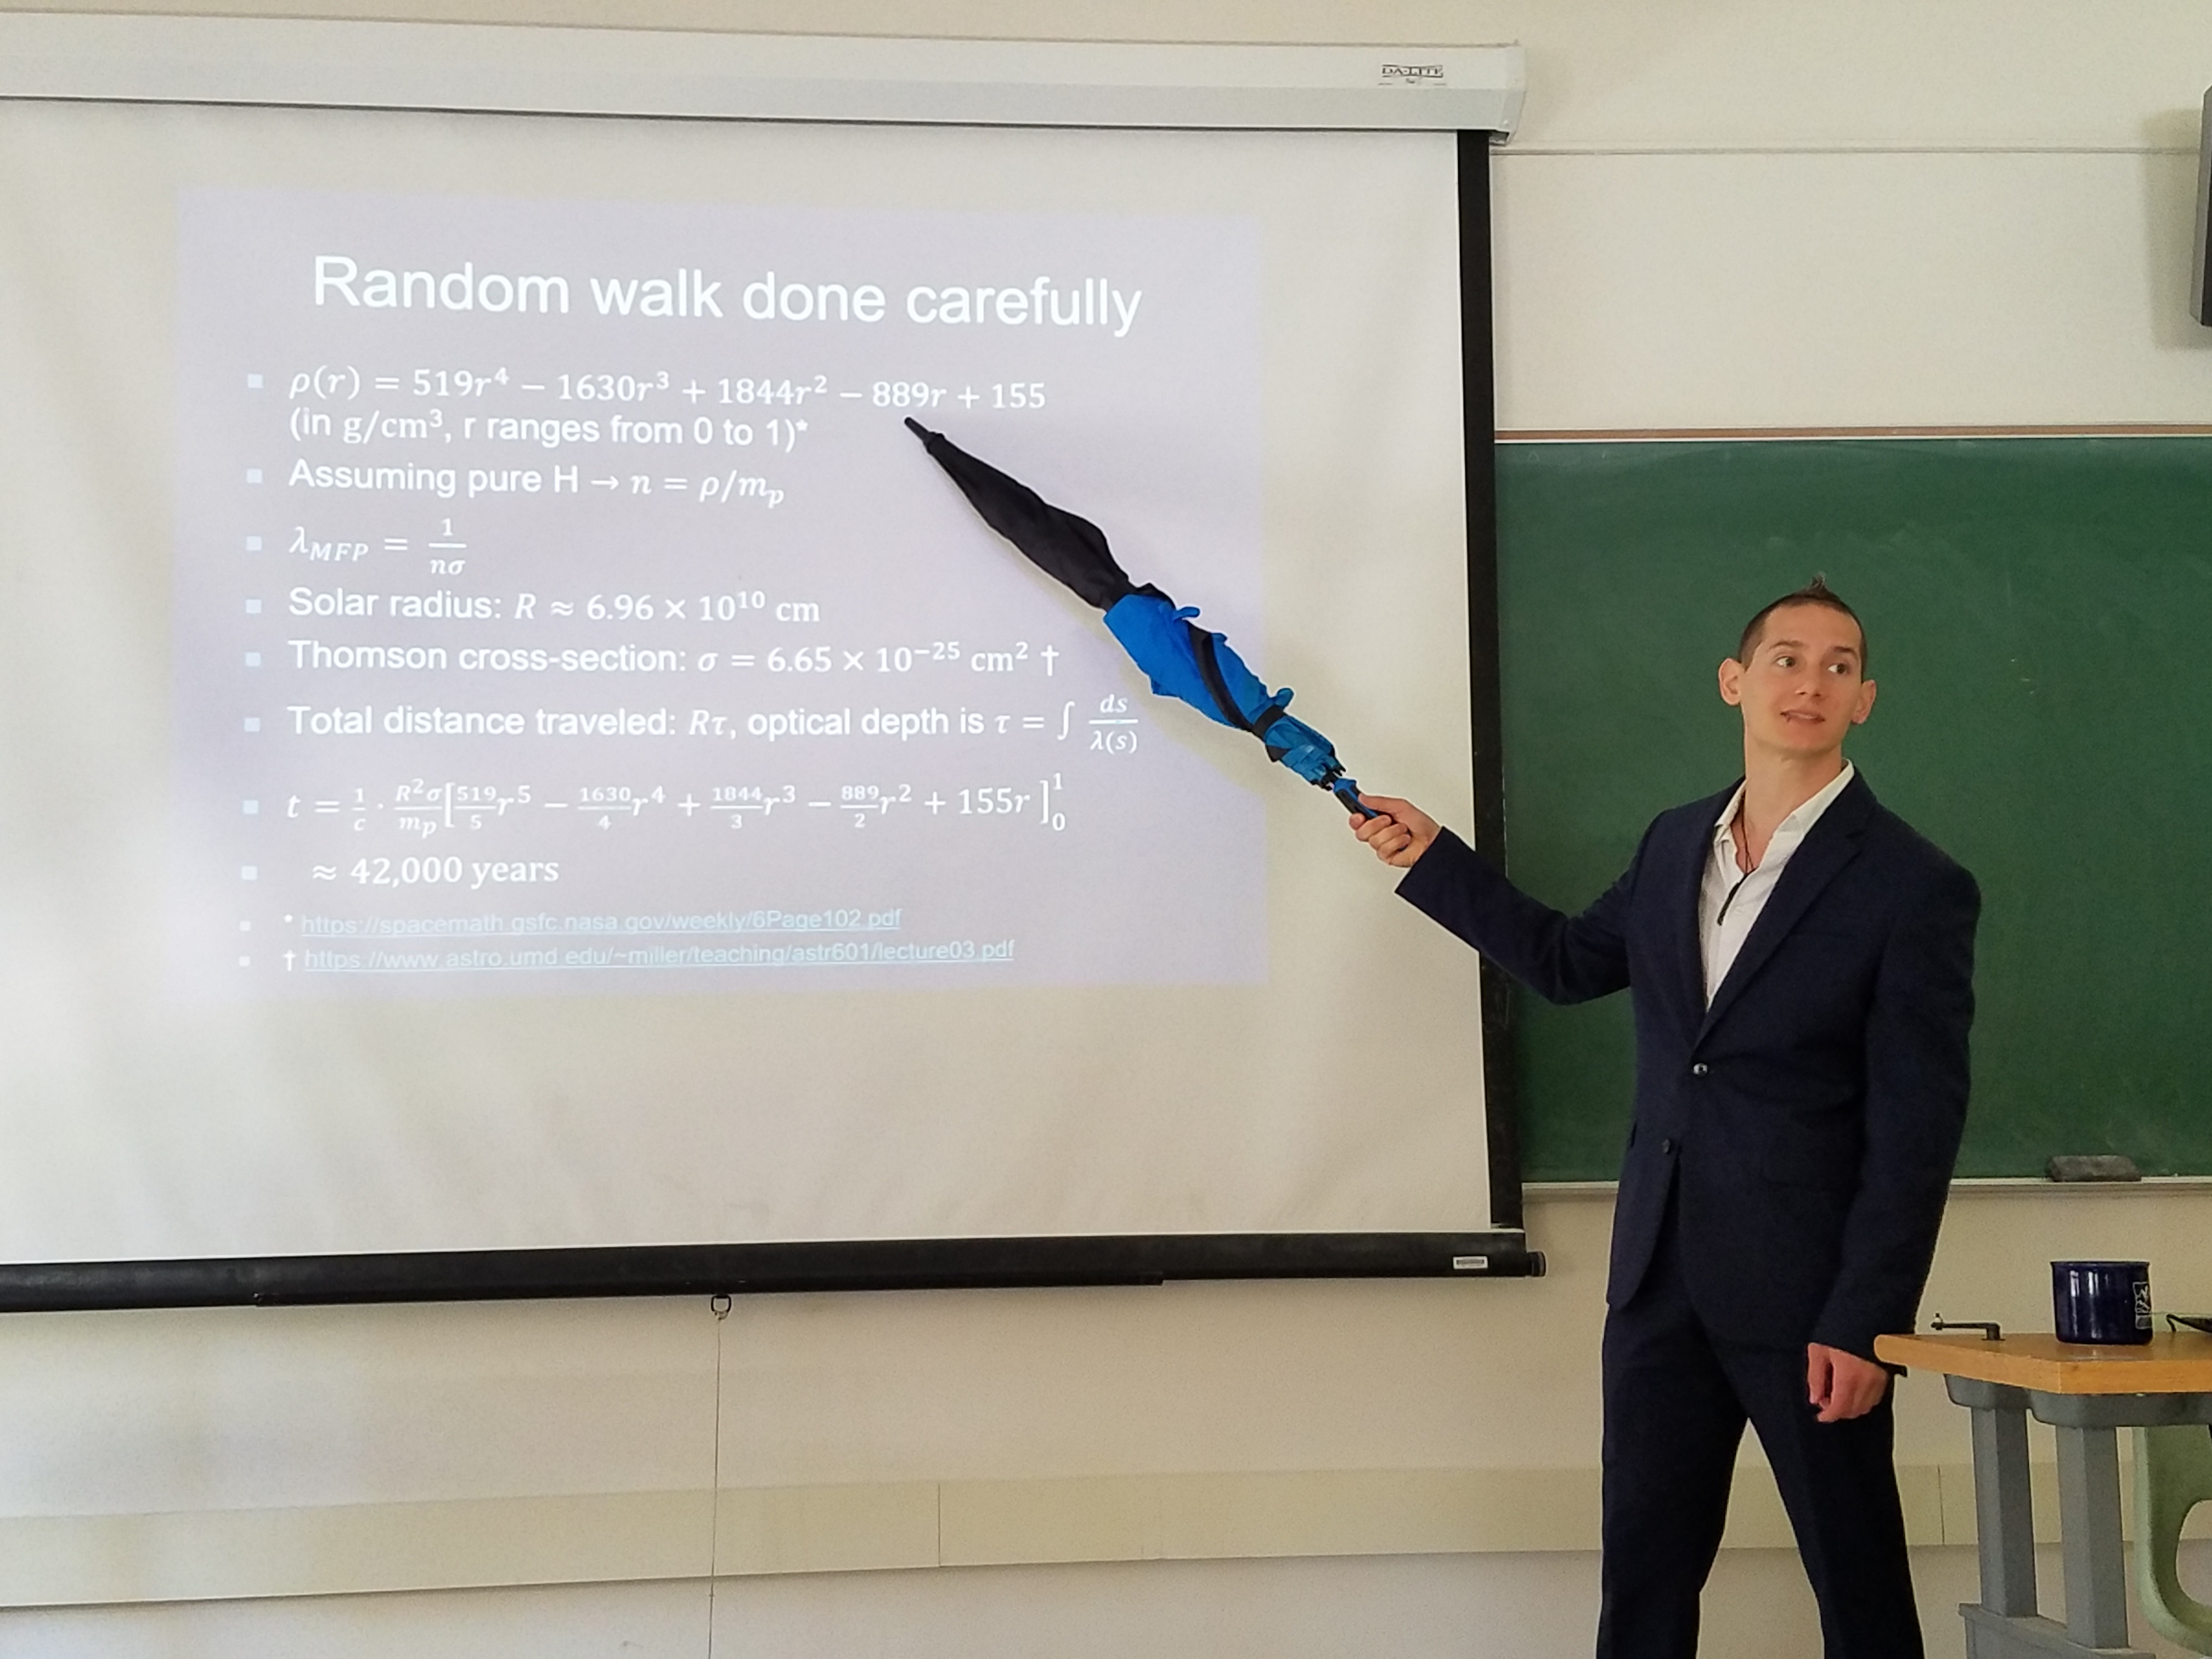 DA-LITE
Random walk done carefully
ρ(r) = 519r⁴ − 1630r³ + 1844r² − 889r + 155
(in g/cm³, r ranges from 0 to 1)*
Assuming pure H → n = ρ/mₚ
λ_MFP = 1/(nσ)
Solar radius: R ≈ 6.96 × 10¹⁰ cm
Thomson cross-section: σ = 6.65 × 10⁻²⁵ cm² †
Total distance traveled: Rτ, optical depth is τ = ∫ ds/λ(s)
t = 1/c · R²σ/mₚ [519/5 r⁵ − 1630/4 r⁴ + 1844/3 r³ − 889/2 r² + 155r ]₀¹
≈ 42,000 years
* https://spacemath.gsfc.nasa.gov/weekly/6Page102.pdf
† https://www.astro.umd.edu/~miller/teaching/astr601/lecture03.pdf